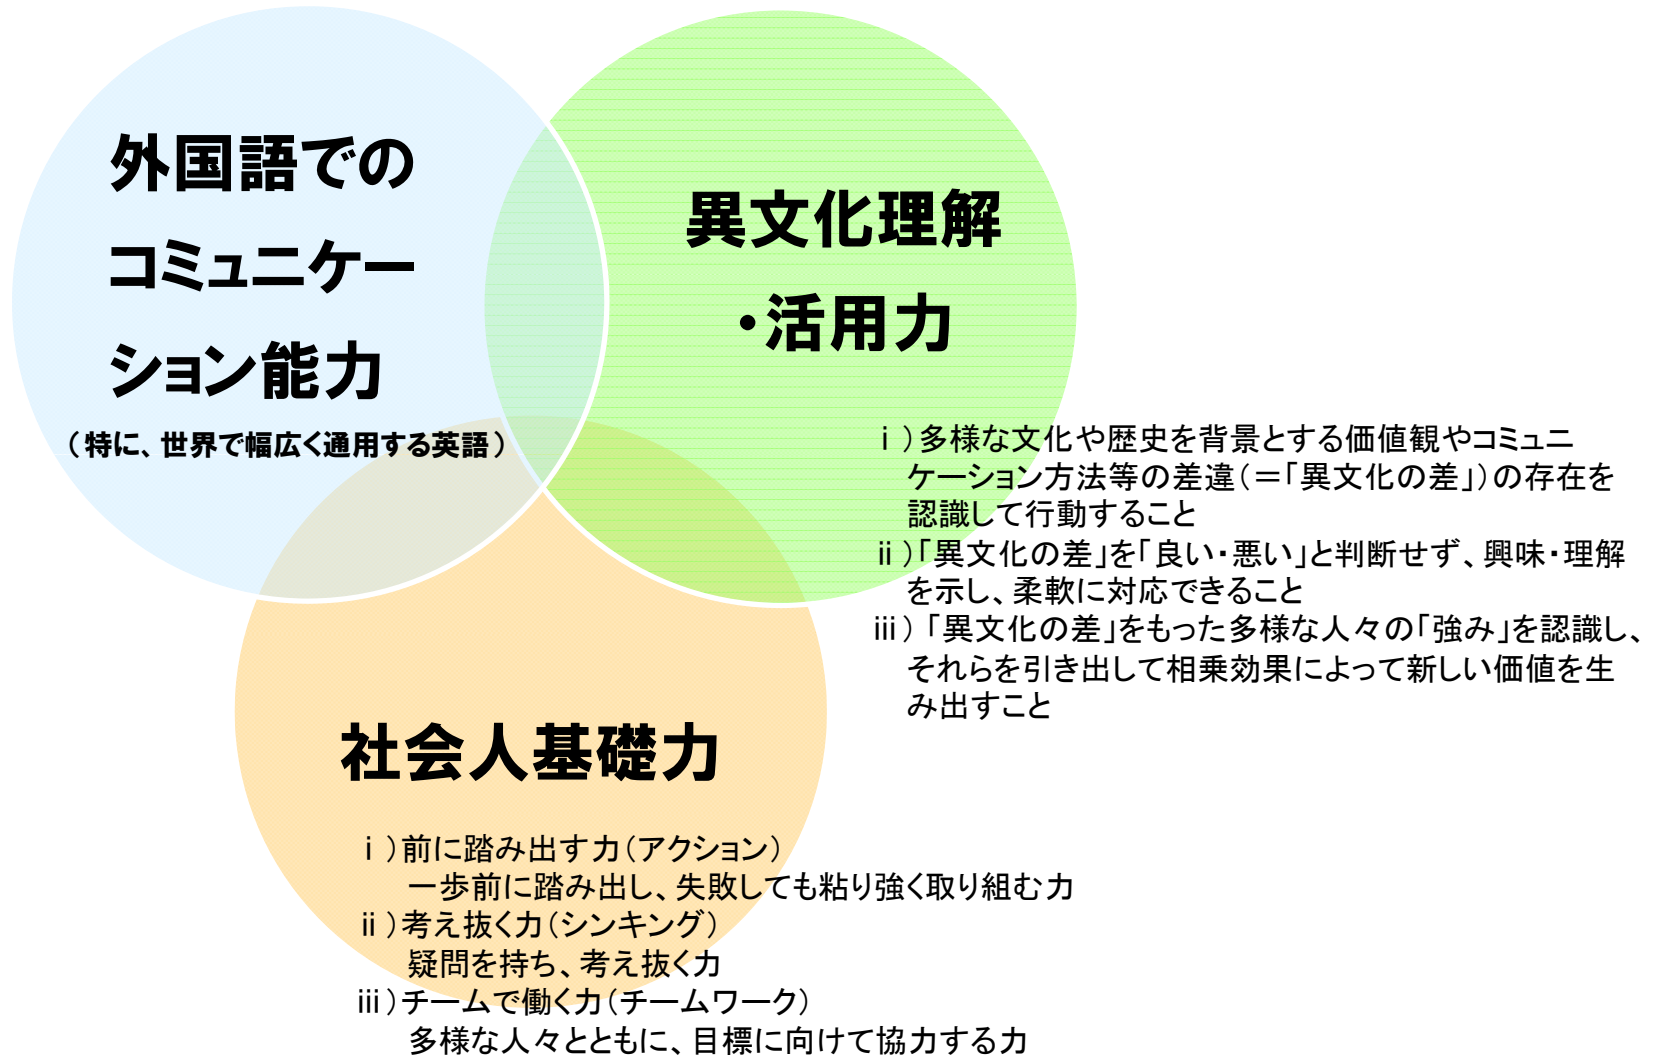 外国語での
コミュニケー
ション能力
（特に、世界で幅広く通用する英語）
異文化理解
・活用力
ⅰ）多様な文化や歴史を背景とする価値観やコミュニ
ケーション方法等の差違（＝「異文化の差」）の存在を
認識して行動すること
ⅱ）「異文化の差」を「良い・悪い」と判断せず、興味・理解
を示し、柔軟に対応できること
ⅲ）「異文化の差」をもった多様な人々の「強み」を認識し、
それらを引き出して相乗効果によって新しい価値を生
み出すこと
社会人基礎力
ⅰ）前に踏み出す力（アクション）
一歩前に踏み出し、失敗しても粘り強く取り組む力
ⅱ）考え抜く力（シンキング）
疑問を持ち、考え抜く力
ⅲ）チームで働く力（チームワーク）
多様な人々とともに、目標に向けて協力する力